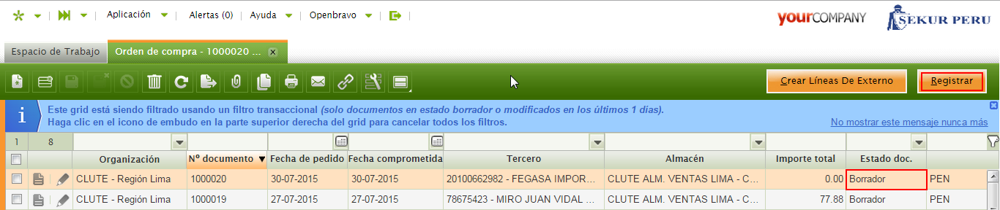 Aplicación Alertas (0) Ayuda Openbravo
yourCOMPANY SEKUR PERU
Espacio de Trabajo Orden de compra - 1000020 ... x
Crear Líneas De Externo Registrar
i Este grid está siendo filtrado usando un filtro transaccional (solo documentos en estado borrador o modificados en los últimos 1 días).
Haga clic en el icono de embudo en la parte superior derecha del grid para cancelar todos los filtros. No mostrar este mensaje nunca más
1 8
Organización Nº documento Fecha de pedido Fecha comprometida Tercero Almacén Importe total Estado doc.
CLUTE - Región Lima 1000020 30-07-2015 30-07-2015 20100662982 - FEGASA IMPOR... CLUTE ALM. VENTAS LIMA - C... 0.00 Borrador PEN
CLUTE - Región Lima 1000019 27-07-2015 27-07-2015 78675423 - MIRO JUAN VIDAL ... CLUTE ALM. VENTAS LIMA - C... 77.88 Borrador PEN